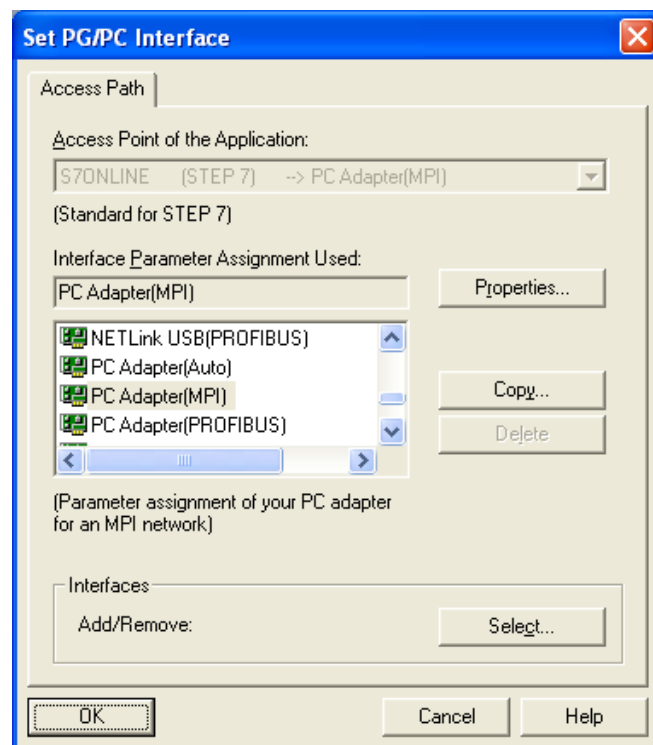 Set PG/PC Interface
Access Path
Access Point of the Application:
S7ONLINE (STEP 7) --> PC Adapter(MPI)
(Standard for STEP 7)
Interface Parameter Assignment Used:
PC Adapter(MPI)
Properties...
NETLink USB(PROFIBUS)
PC Adapter(Auto)
PC Adapter(MPI)
PC Adapter(PROFIBUS)
Copy...
Delete
(Parameter assignment of your PC adapter
for an MPI network)
Interfaces
Add/Remove:
Select...
OK
Cancel
Help